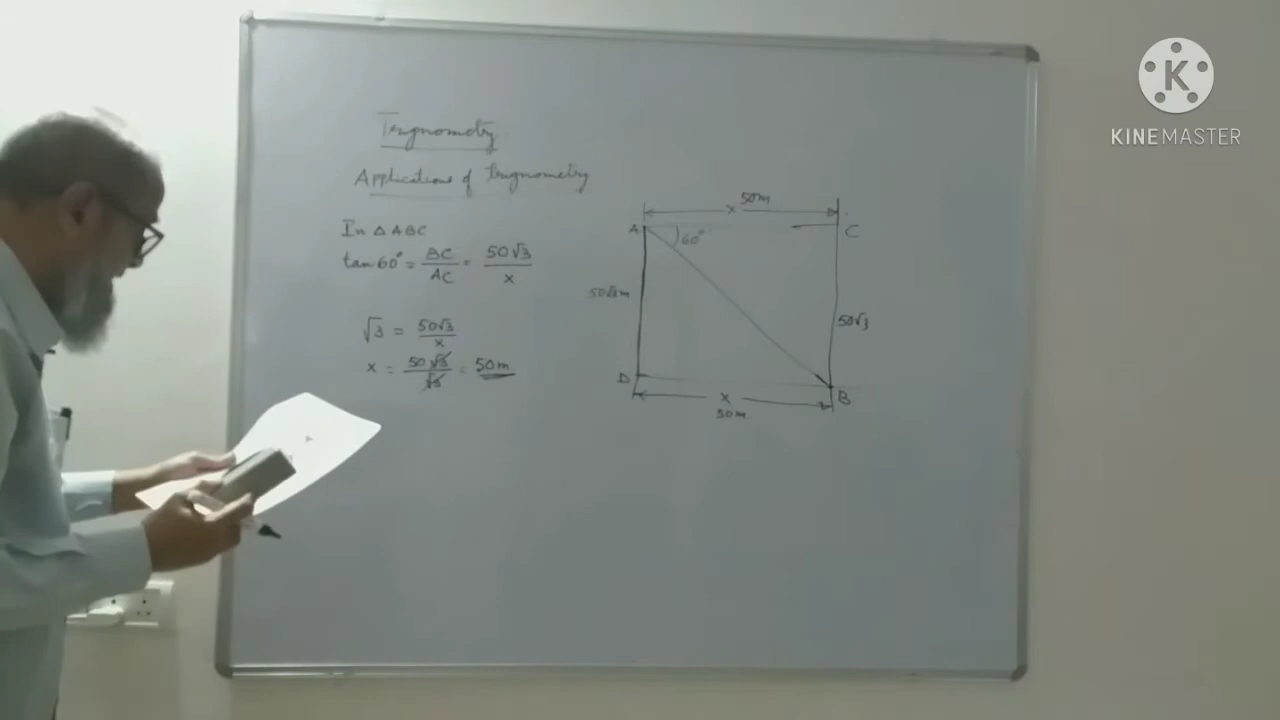 Trignometry
Applications of Trignometry
In △ ABC
tan 60° = BC/AC = 50√3/x
√3 = 50√3/x
x = 50√3/√3 = 50m
50m
x
A
60°
C
50√3m
50√3
D
x
50m
B
K
KINEMASTER